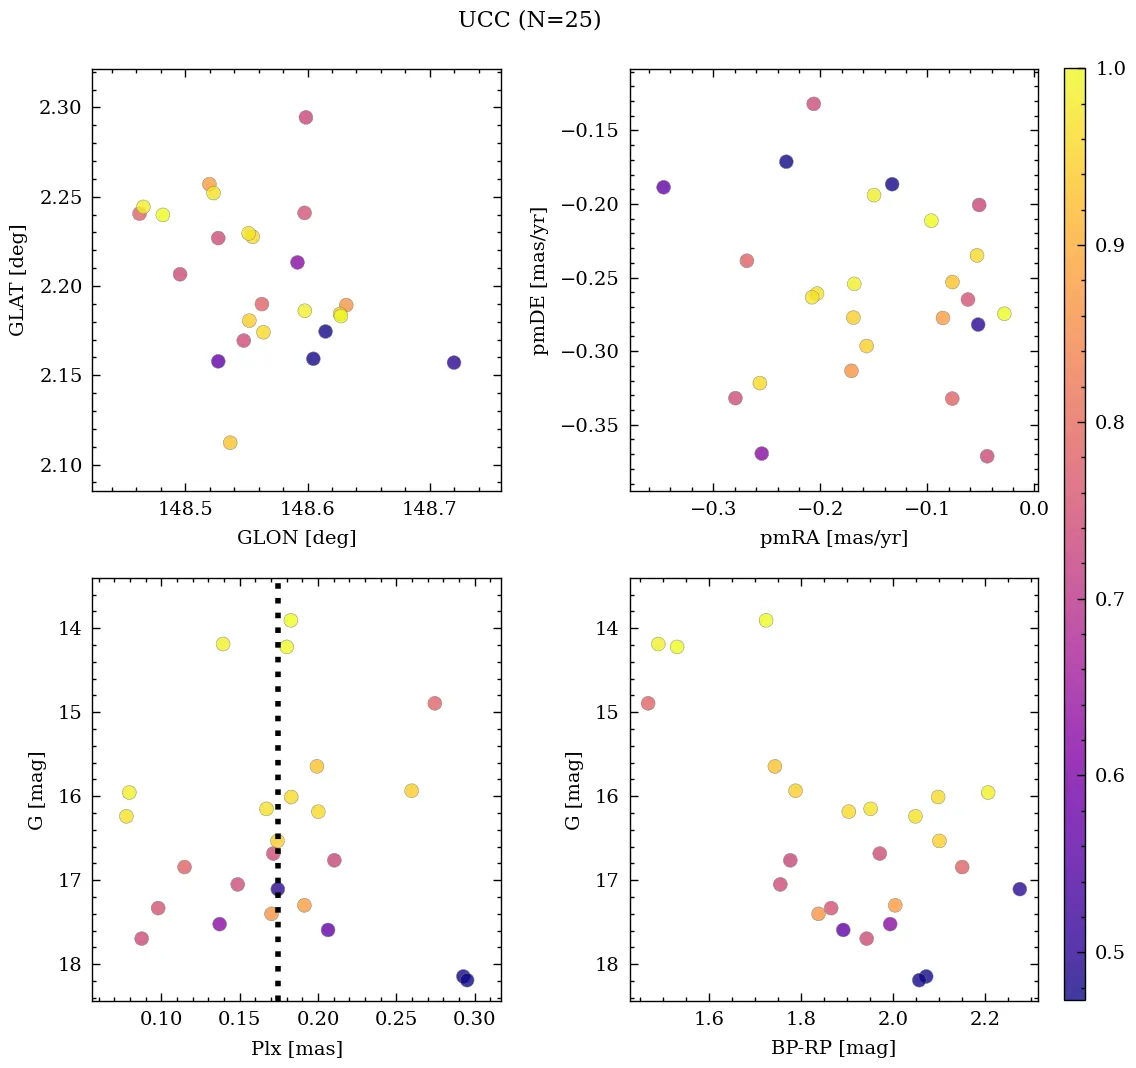 UCC (N=25)
2.30
2.25
2.20
2.15
2.10
GLAT [deg]
148.5 148.6 148.7
GLON [deg]
−0.15
−0.20
−0.25
−0.30
−0.35
pmDE [mas/yr]
−0.3 −0.2 −0.1 0.0
pmRA [mas/yr]
14
15
16
17
18
G [mag]
0.10 0.15 0.20 0.25 0.30
Plx [mas]
14
15
16
17
18
G [mag]
1.6 1.8 2.0 2.2
BP-RP [mag]
1.0
0.9
0.8
0.7
0.6
0.5